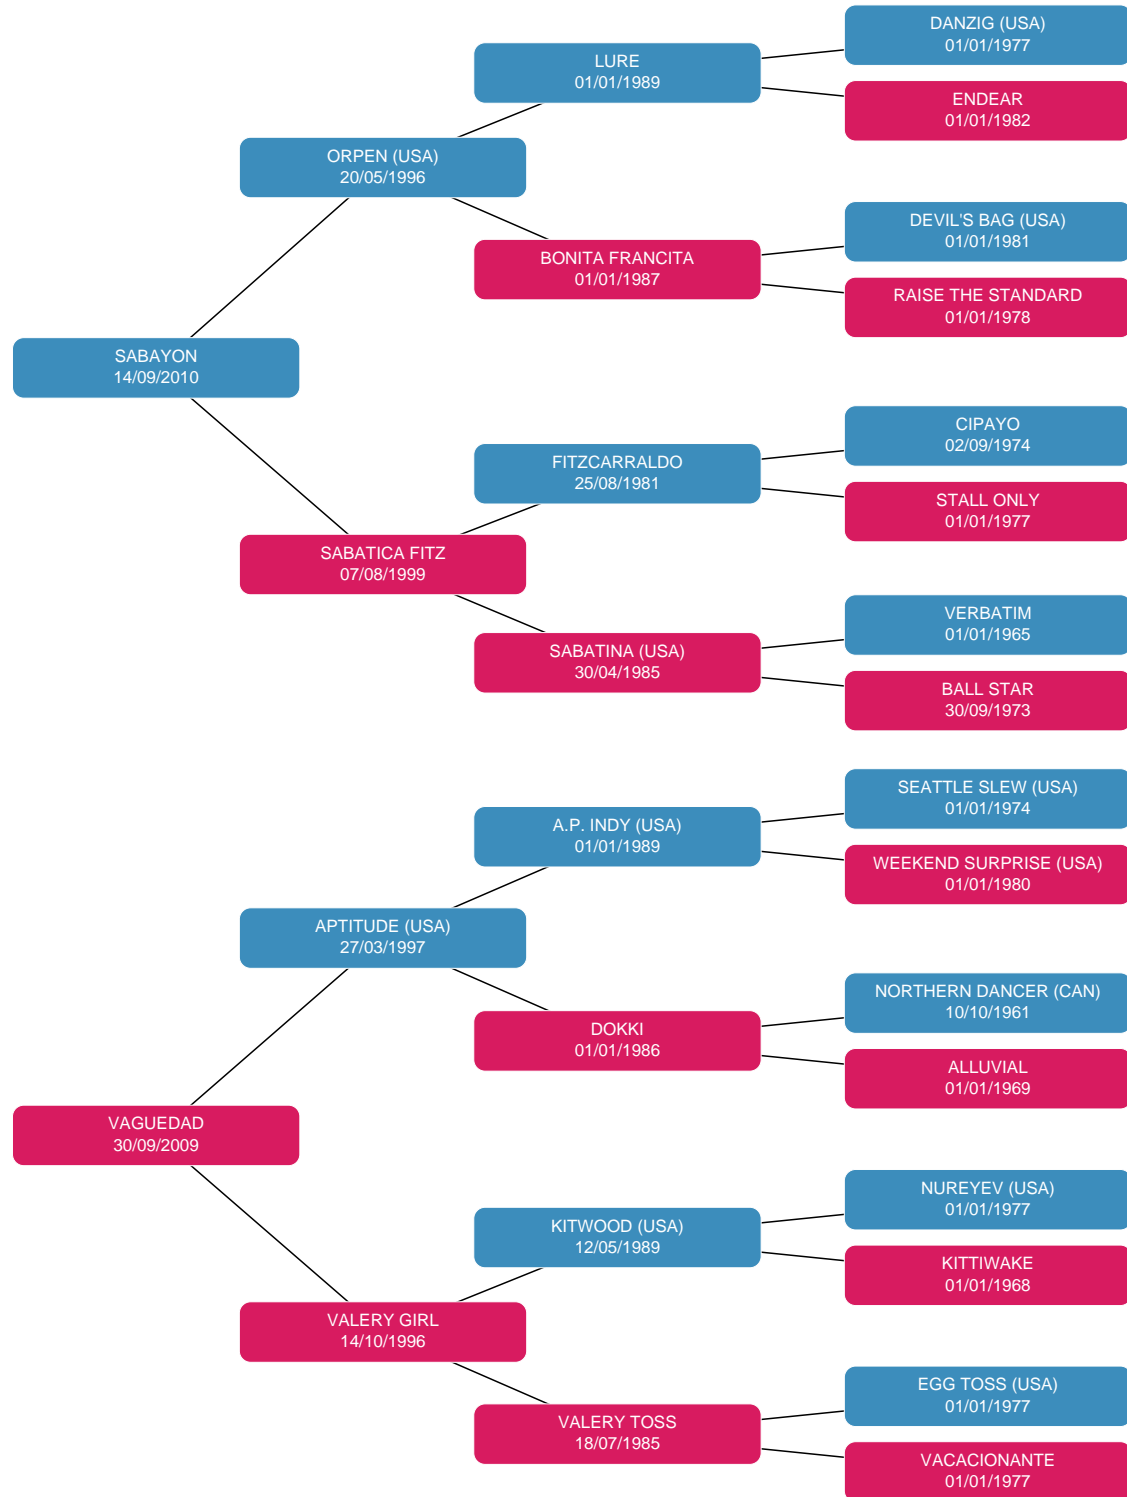 DANZIG (USA)
01/01/1977
LURE
01/01/1989
ENDEAR
01/01/1982
ORPEN (USA)
20/05/1996
DEVIL'S BAG (USA)
01/01/1981
BONITA FRANCITA
01/01/1987
RAISE THE STANDARD
01/01/1978
SABAYON
14/09/2010
CIPAYO
02/09/1974
FITZCARRALDO
25/08/1981
STALL ONLY
01/01/1977
SABATICA FITZ
07/08/1999
VERBATIM
01/01/1965
SABATINA (USA)
30/04/1985
BALL STAR
30/09/1973
SEATTLE SLEW (USA)
01/01/1974
A.P. INDY (USA)
01/01/1989
WEEKEND SURPRISE (USA)
01/01/1980
APTITUDE (USA)
27/03/1997
NORTHERN DANCER (CAN)
10/10/1961
DOKKI
01/01/1986
ALLUVIAL
01/01/1969
VAGUEDAD
30/09/2009
NUREYEV (USA)
01/01/1977
KITWOOD (USA)
12/05/1989
KITTIWAKE
01/01/1968
VALERY GIRL
14/10/1996
EGG TOSS (USA)
01/01/1977
VALERY TOSS
18/07/1985
VACACIONANTE
01/01/1977